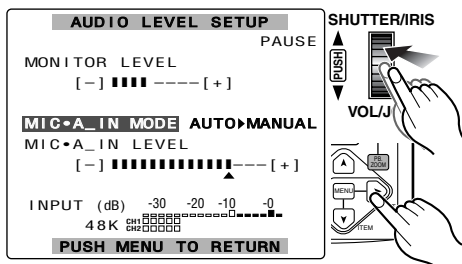 AUDIO LEVEL SETUP
PAUSE
MONITOR LEVEL
[−] ----[+]
MIC•A_IN MODE AUTO▸MANUAL
MIC•A_IN LEVEL
[−] ---[+]
INPUT (dB) -30 -20 -10 -0
48K CH1
CH2
PUSH MENU TO RETURN
SHUTTER/IRIS
PUSH
VOL/J
PB.
ZOOM
MENU
ITEM